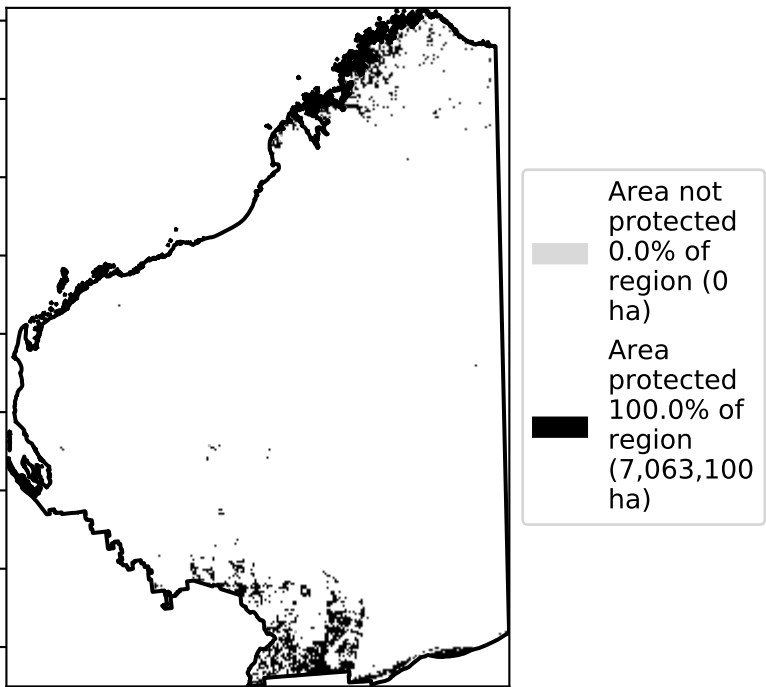 Area not
protected
0.0% of
region (0
ha)
Area
protected
100.0% of
region
(7,063,100
ha)